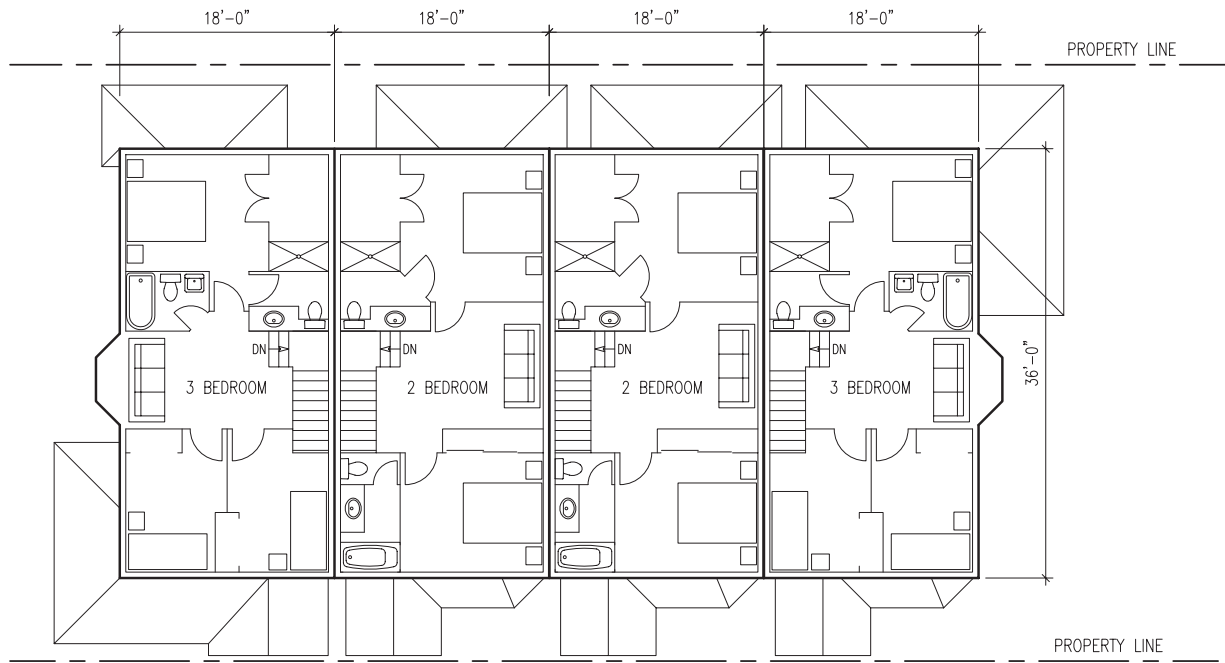 18'-0" 18'-0" 18'-0" 18'-0"
PROPERTY LINE
DN DN DN DN
36'-0"
3 BEDROOM 2 BEDROOM 2 BEDROOM 3 BEDROOM
PROPERTY LINE